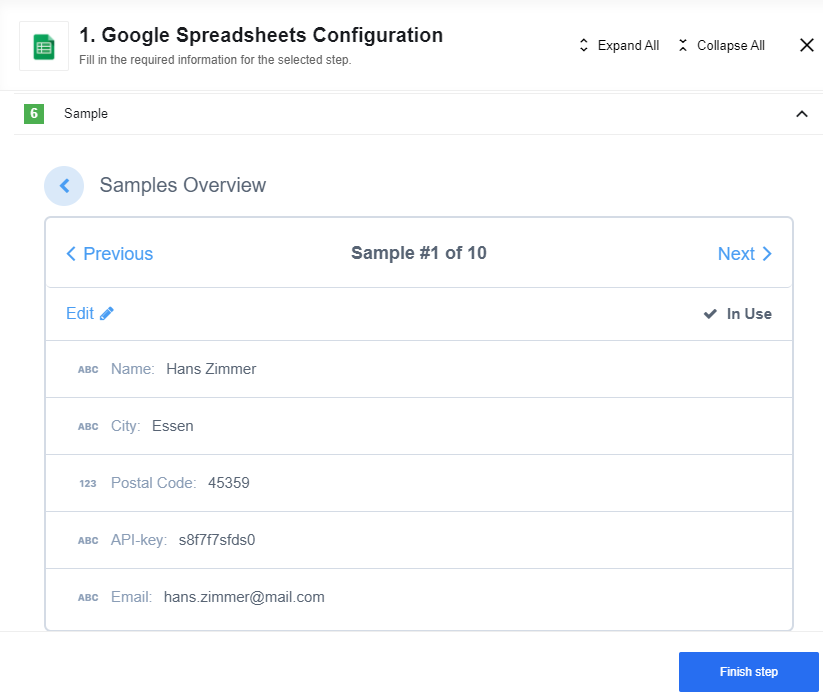 1. Google Spreadsheets Configuration
Fill in the required information for the selected step.
Expand All
Collapse All
6 Sample
Samples Overview
Previous
Sample #1 of 10
Next
Edit
In Use
ABC Name: Hans Zimmer
ABC City: Essen
123 Postal Code: 45359
ABC API-key: s8f7f7sfds0
ABC Email: hans.zimmer@mail.com
Finish step